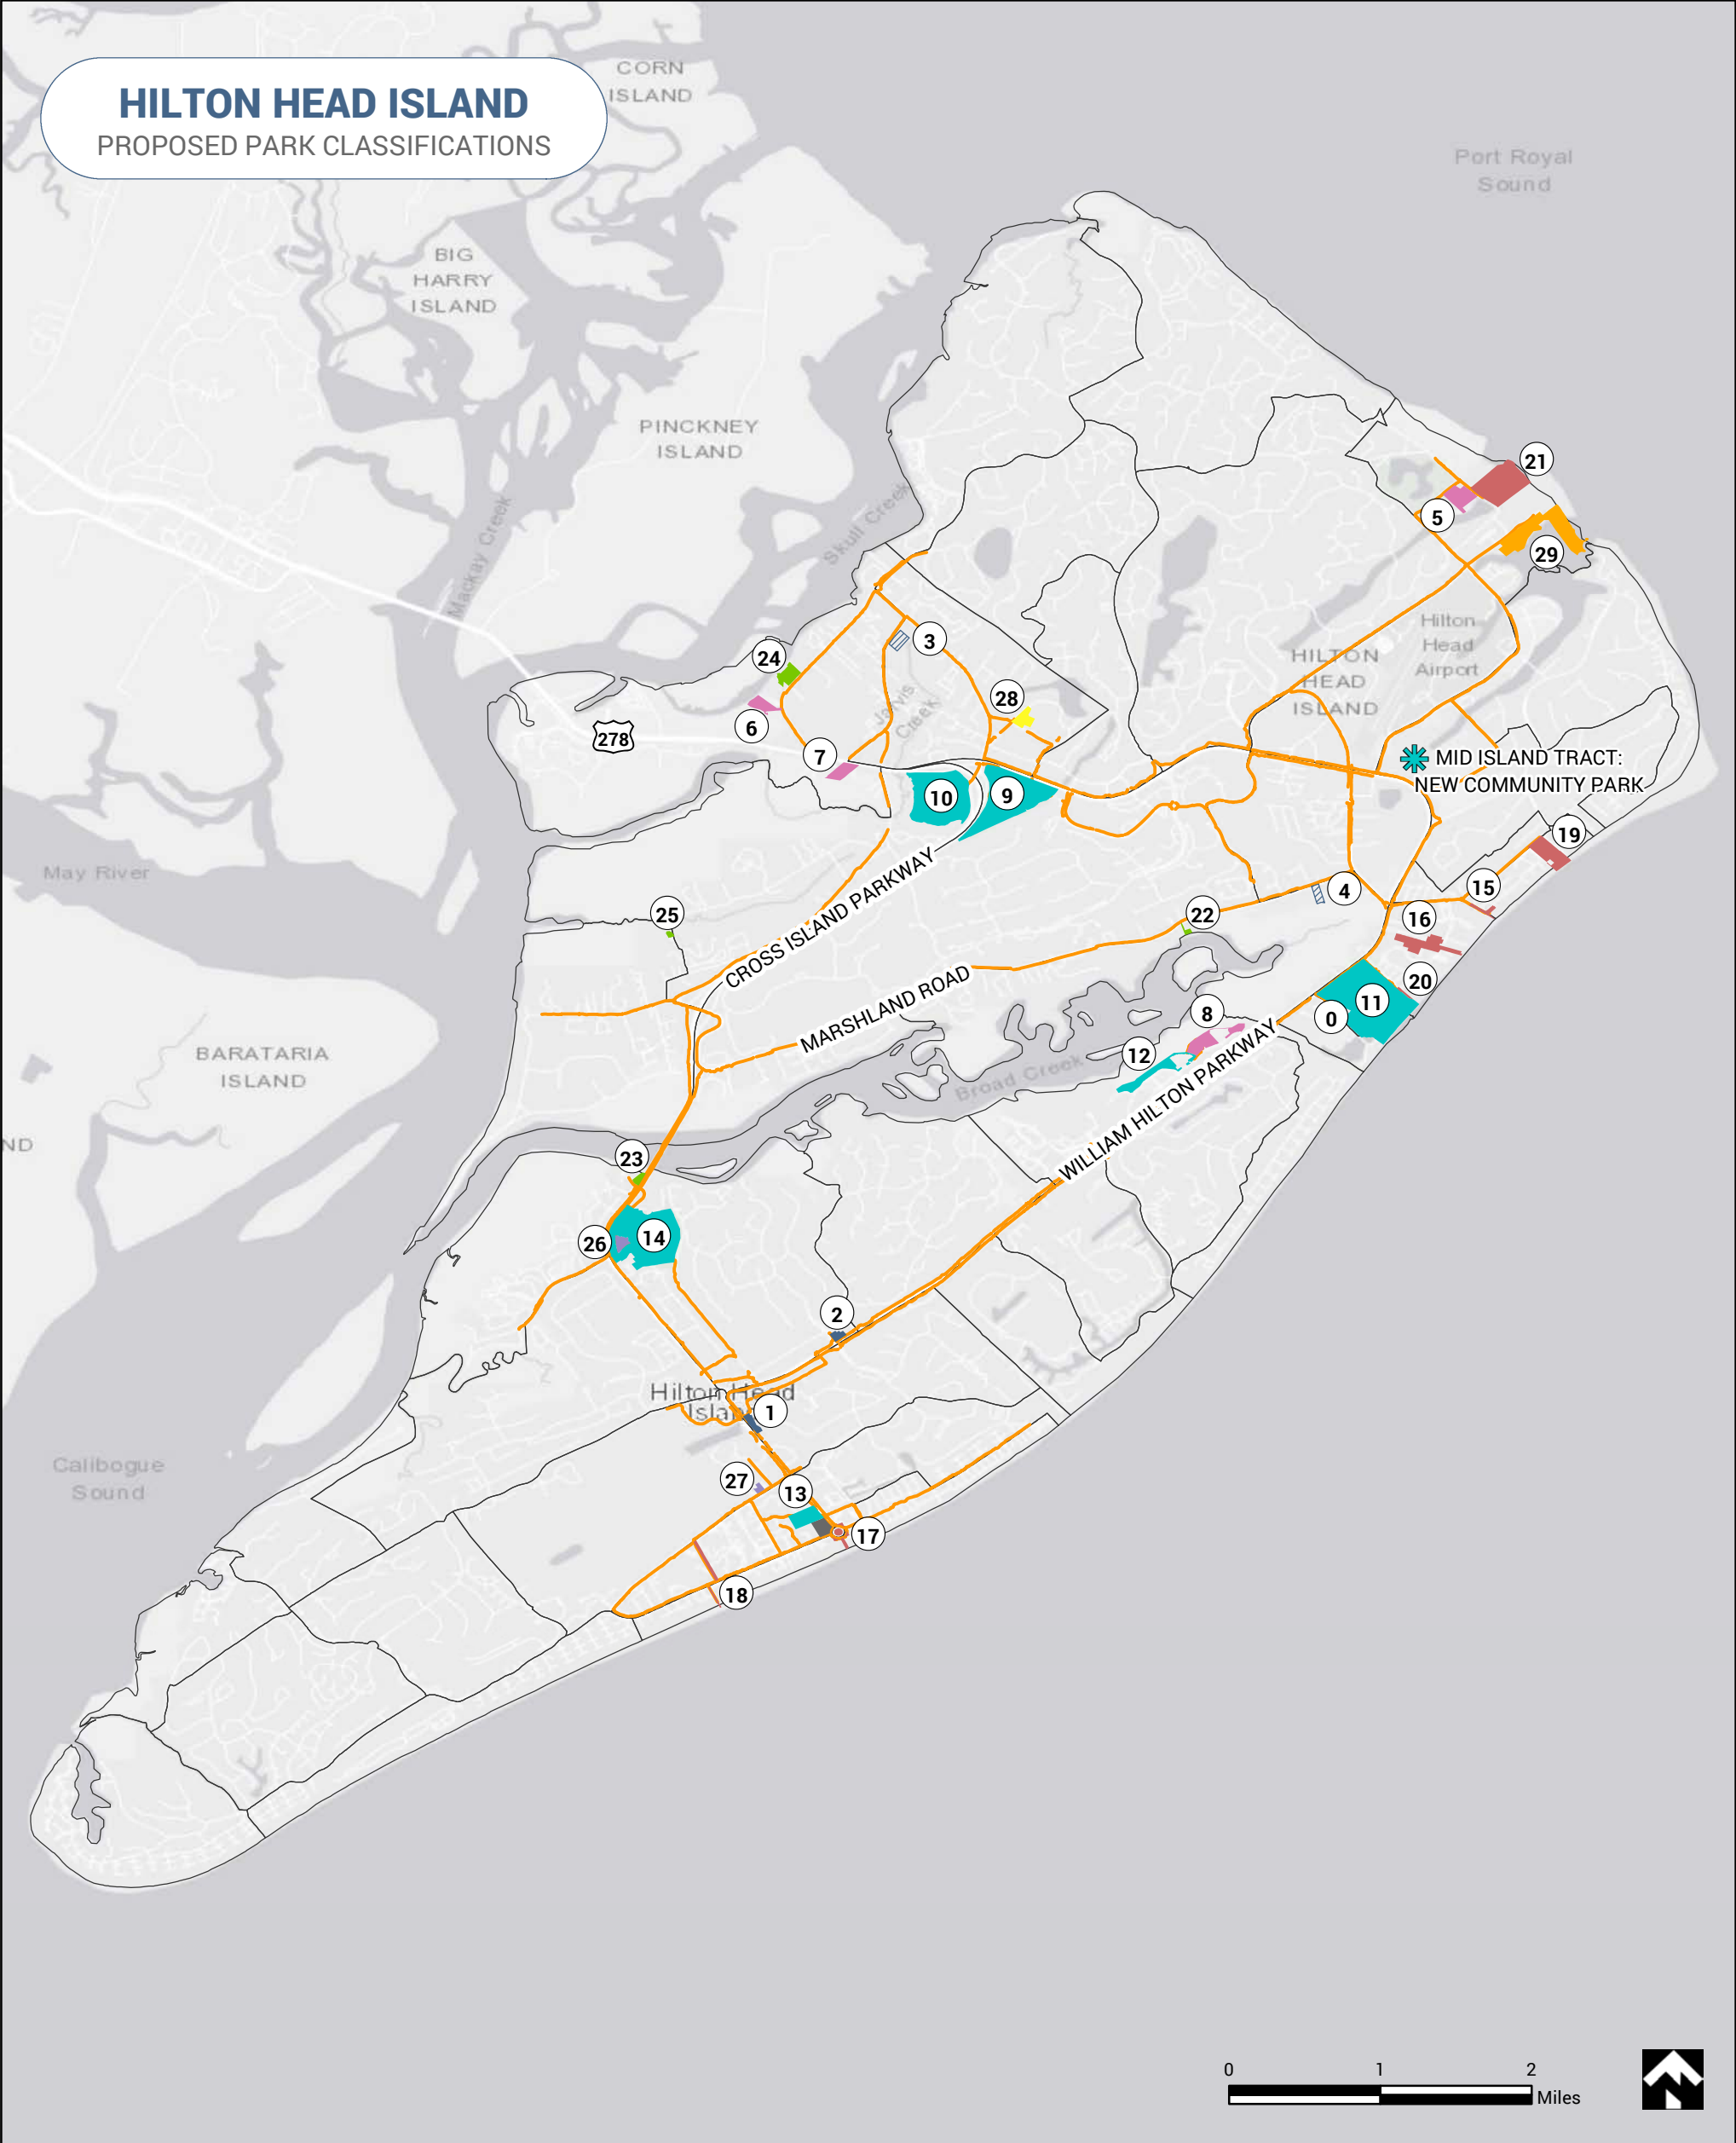 HILTON HEAD ISLAND
PROPOSED PARK CLASSIFICATIONS
CORN
ISLAND
Port Royal
Sound
BIG
HARRY
ISLAND
PINCKNEY
ISLAND
Mackay Creek
Skull Creek
21
5
29
Hilton
Head
Airport
HILTON
HEAD
ISLAND
3
24
28
Jarvis
Creek
6
278
7
MID ISLAND TRACT:
NEW COMMUNITY PARK
10
9
19
May River
CROSS ISLAND PARKWAY
4
15
25
22
16
MARSHLAND ROAD
20
11
0
8
12
Broad Creek
WILLIAM HILTON PARKWAY
BARATARIA
ISLAND
ND
23
26
14
2
Hilton Head
Islan
1
Calibogue
Sound
27
13
17
18
0 1 2
Miles